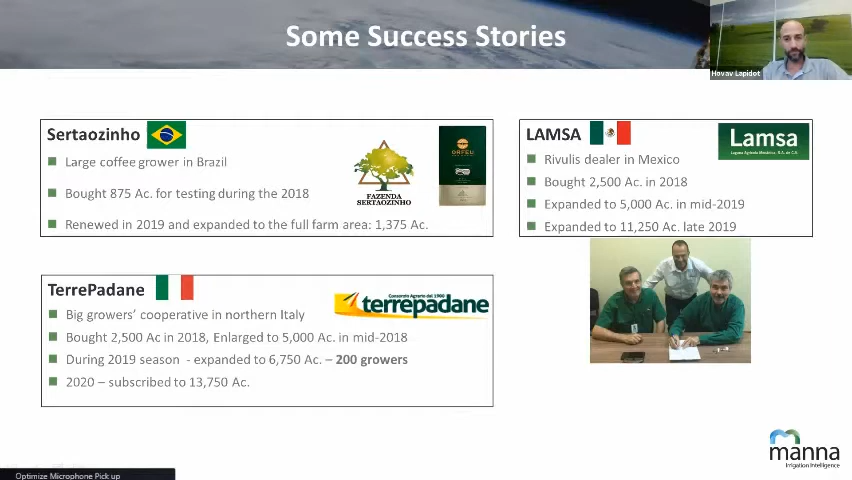 Some Success Stories
Hovav Lapidot
Sertaozinho
Large coffee grower in Brazil
Bought 875 Ac. for testing during the 2018
Renewed in 2019 and expanded to the full farm area: 1,375 Ac.
FAZENDA
SERTAOZINHO
ORFEU
LAMSA
Lamsa
Rivulis dealer in Mexico
Bought 2,500 Ac. in 2018
Expanded to 5,000 Ac. in mid-2019
Expanded to 11,250 Ac. late 2019
TerrePadane
Consorzio Agrario dal 1900
terrepadane
Big growers’ cooperative in northern Italy
Bought 2,500 Ac in 2018, Enlarged to 5,000 Ac. in mid-2018
During 2019 season - expanded to 6,750 Ac. – 200 growers
2020 – subscribed to 13,750 Ac.
manna
Irrigation Intelligence
Optimize Microphone Pick up